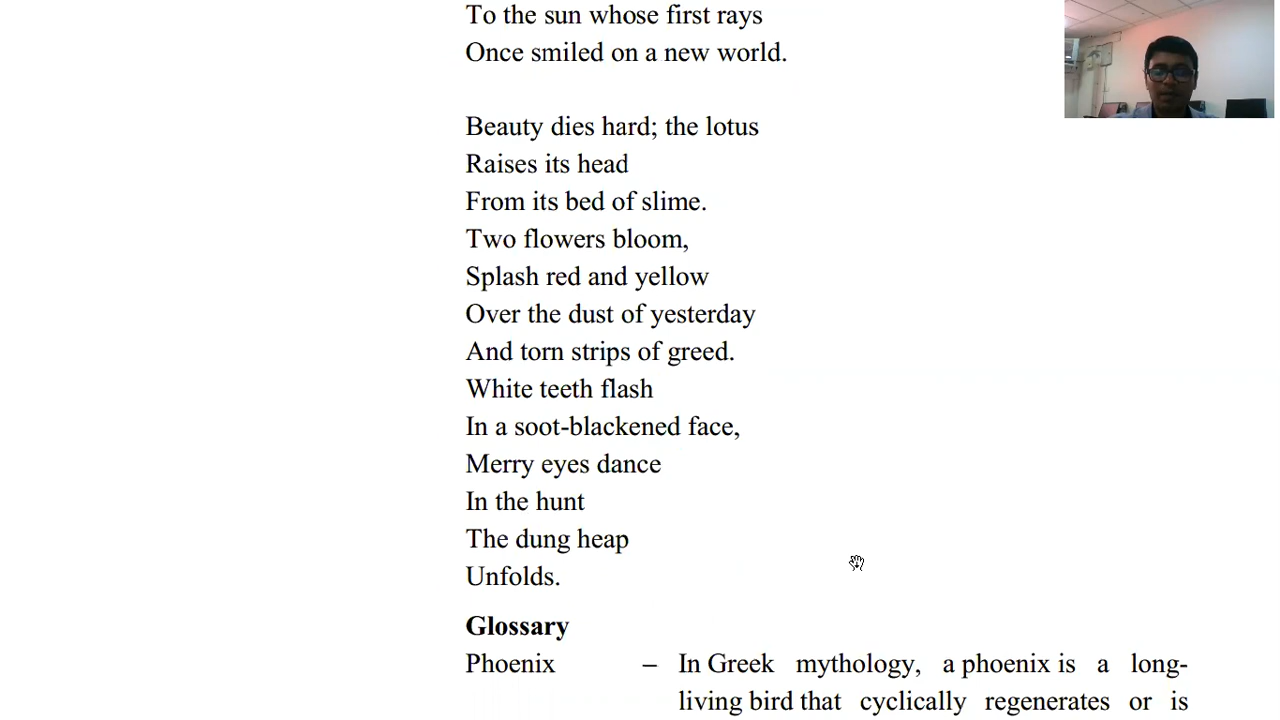 To the sun whose first rays
Once smiled on a new world.
Beauty dies hard; the lotus
Raises its head
From its bed of slime.
Two flowers bloom,
Splash red and yellow
Over the dust of yesterday
And torn strips of greed.
White teeth flash
In a soot-blackened face,
Merry eyes dance
In the hunt
The dung heap
Unfolds.
Glossary
Phoenix – In Greek mythology, a phoenix is a long-
living bird that cyclically regenerates or is